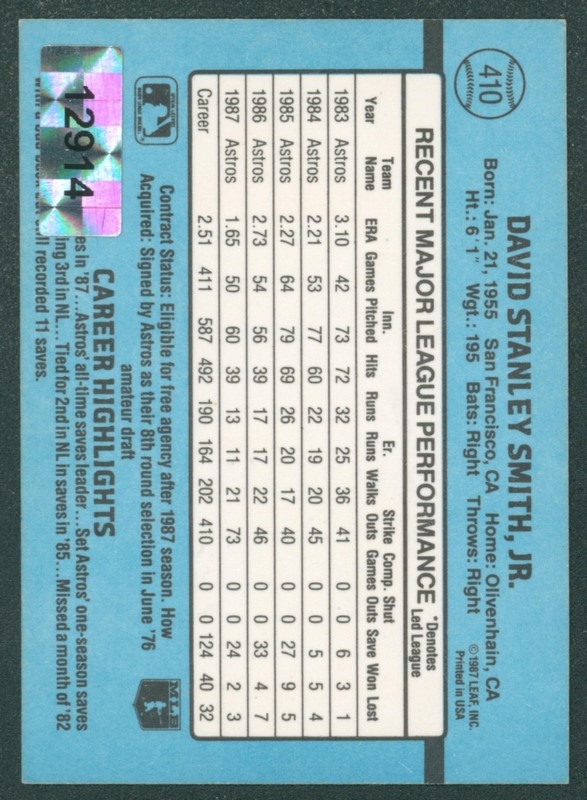 410
DAVID STANLEY SMITH, JR.
Born: Jan. 21, 1955 San Francisco, CA Home: Olivenhain, CA
Ht.: 6'1" Wgt.: 195 Bats: Right Throws: Right
©1987 LEAF, INC.
Printed in USA
RECENT MAJOR LEAGUE PERFORMANCE *Denotes Led League
Year Team Name ERA Games Inn. Pitched Hits Runs Er. Runs Walks Strike Outs Comp. Games Shut Outs Save Won Lost
1983 Astros 3.10 42 73 72 32 25 36 41 0 0 6 3 1
1984 Astros 2.21 53 77 60 22 19 20 45 0 0 5 5 4
1985 Astros 2.27 64 79 69 26 20 17 40 0 0 27 9 5
1986 Astros 2.73 54 56 39 17 17 22 46 0 0 33 4 7
1987 Astros 1.65 50 60 39 13 11 21 73 0 0 24 2 3
Career 2.51 411 587 492 190 164 202 410 0 0 124 40 32
Contract Status: Eligible for free agency after 1987 season. How
Acquired: Signed by Astros as their 8th round selection in June '76
amateur draft
MLB
CAREER HIGHLIGHTS
es in '87...Astros' all-time saves leader...Set Astros' one-season saves
ing 3rd in NL...Tied for 2nd in NL in saves in '85...Missed a month of '82
with a bad back but still recorded 11 saves.
12914